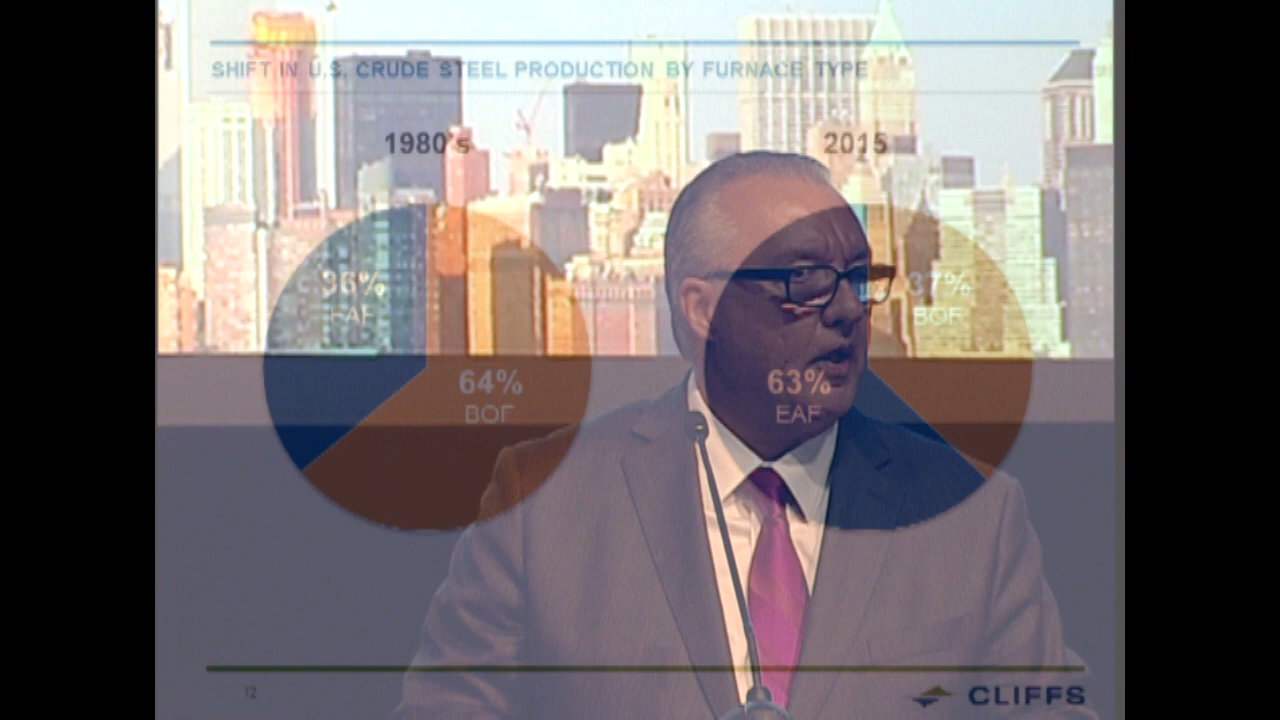 SHIFT IN U.S. CRUDE STEEL PRODUCTION BY FURNACE TYPE
1980's
2015
36%
EAF
37%
BOF
64%
BOF
63%
EAF
12
CLIFFS